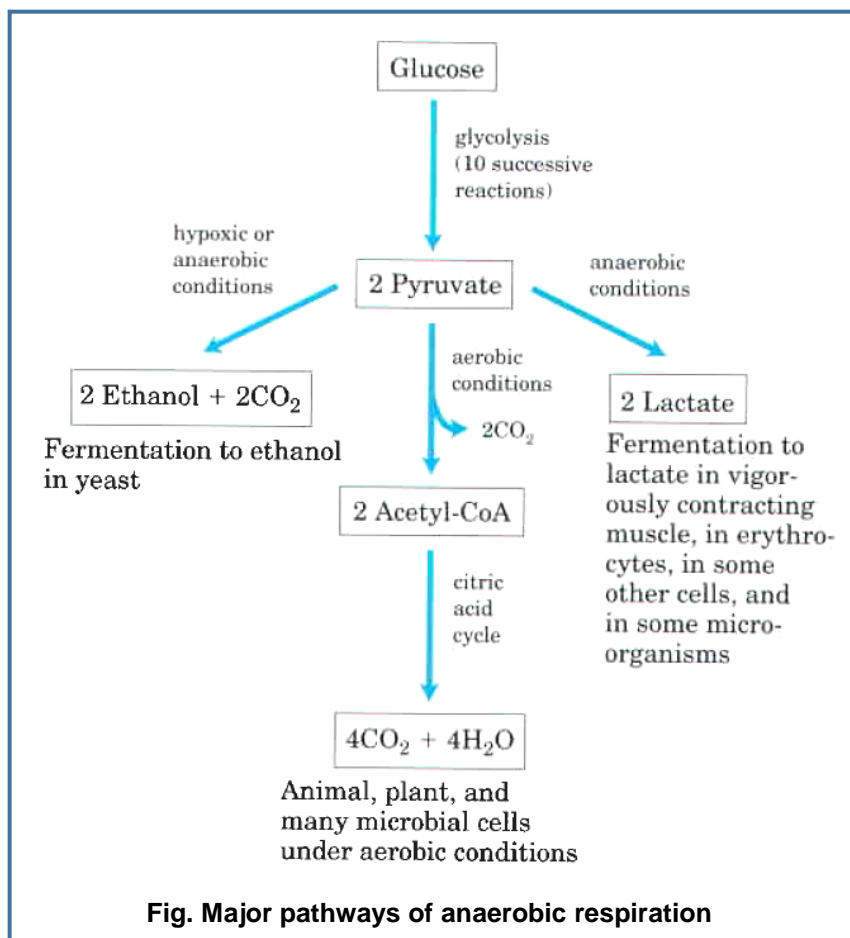 Glucose
glycolysis
(10 successive
reactions)
hypoxic or
anaerobic
conditions
2 Pyruvate
anaerobic
conditions
2 Ethanol + 2CO₂
Fermentation to ethanol
in yeast
aerobic
conditions
2CO₂
2 Lactate
Fermentation to
lactate in vigor-
ously contracting
muscle, in erythro-
cytes, in some
other cells, and
in some micro-
organisms
2 Acetyl-CoA
citric
acid
cycle
4CO₂ + 4H₂O
Animal, plant, and
many microbial cells
under aerobic conditions
Fig. Major pathways of anaerobic respiration